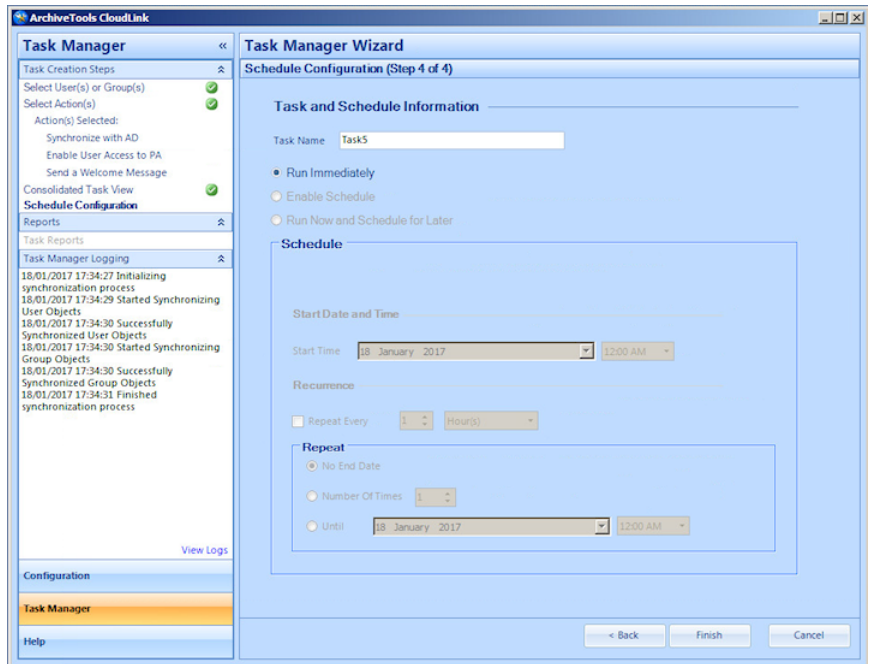 ArchiveTools CloudLink
Task Manager
«
Task Creation Steps
Select User(s) or Group(s)
Select Action(s)
Action(s) Selected:
Synchronize with AD
Enable User Access to PA
Send a Welcome Message
Consolidated Task View
Schedule Configuration
Reports
Task Reports
Task Manager Logging
18/01/2017 17:34:27 Initializing
synchronization process
18/01/2017 17:34:29 Started Synchronizing
User Objects
18/01/2017 17:34:30 Successfully
Synchronized User Objects
18/01/2017 17:34:30 Started Synchronizing
Group Objects
18/01/2017 17:34:30 Successfully
Synchronized Group Objects
18/01/2017 17:34:31 Finished
synchronization process
View Logs
Configuration
Task Manager
Help
Task Manager Wizard
Schedule Configuration (Step 4 of 4)
Task and Schedule Information
Task Name Task5
Run Immediately
Enable Schedule
Run Now and Schedule for Later
Schedule
Start Date and Time
Start Time 18 January 2017 12:00 AM
Recurrence
Repeat Every 1 Hour(s)
Repeat
No End Date
Number Of Times 1
Until 18 January 2017 12:00 AM
< Back Finish Cancel